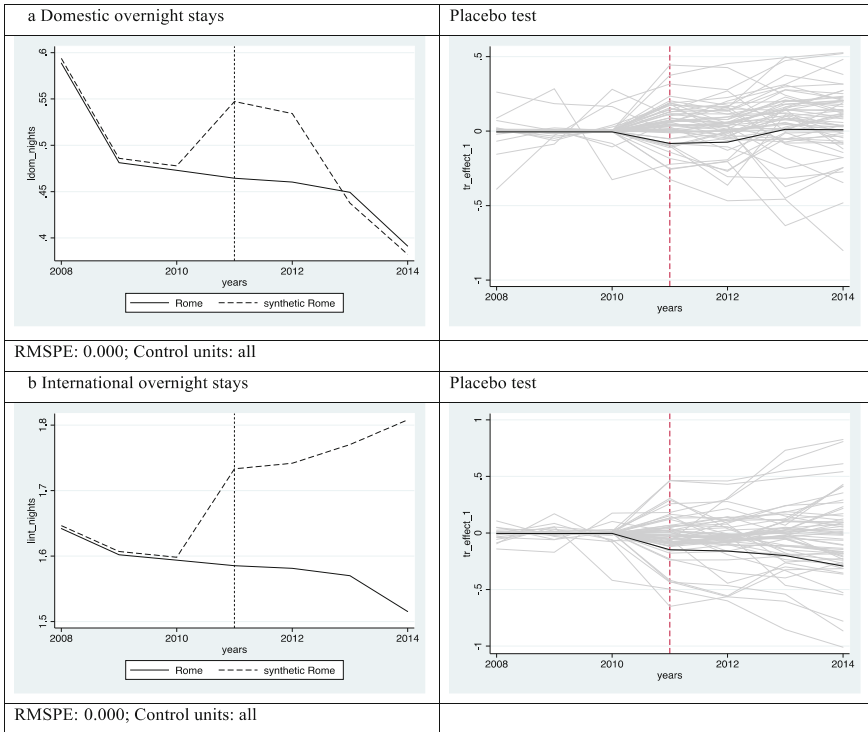 a Domestic overnight stays
Placebo test
.6
.55
.5
.45
.4
ldom_nights
2008
2010
2012
2014
years
Rome
synthetic Rome
.5
0
-.5
-1
tr_effect_1
2008
2010
2012
2014
years
RMSPE: 0.000; Control units: all
b International overnight stays
Placebo test
1.8
1.7
1.6
1.5
lint_nights
2008
2010
2012
2014
years
Rome
synthetic Rome
1
.5
0
-.5
-1
tr_effect_1
2008
2010
2012
2014
years
RMSPE: 0.000; Control units: all